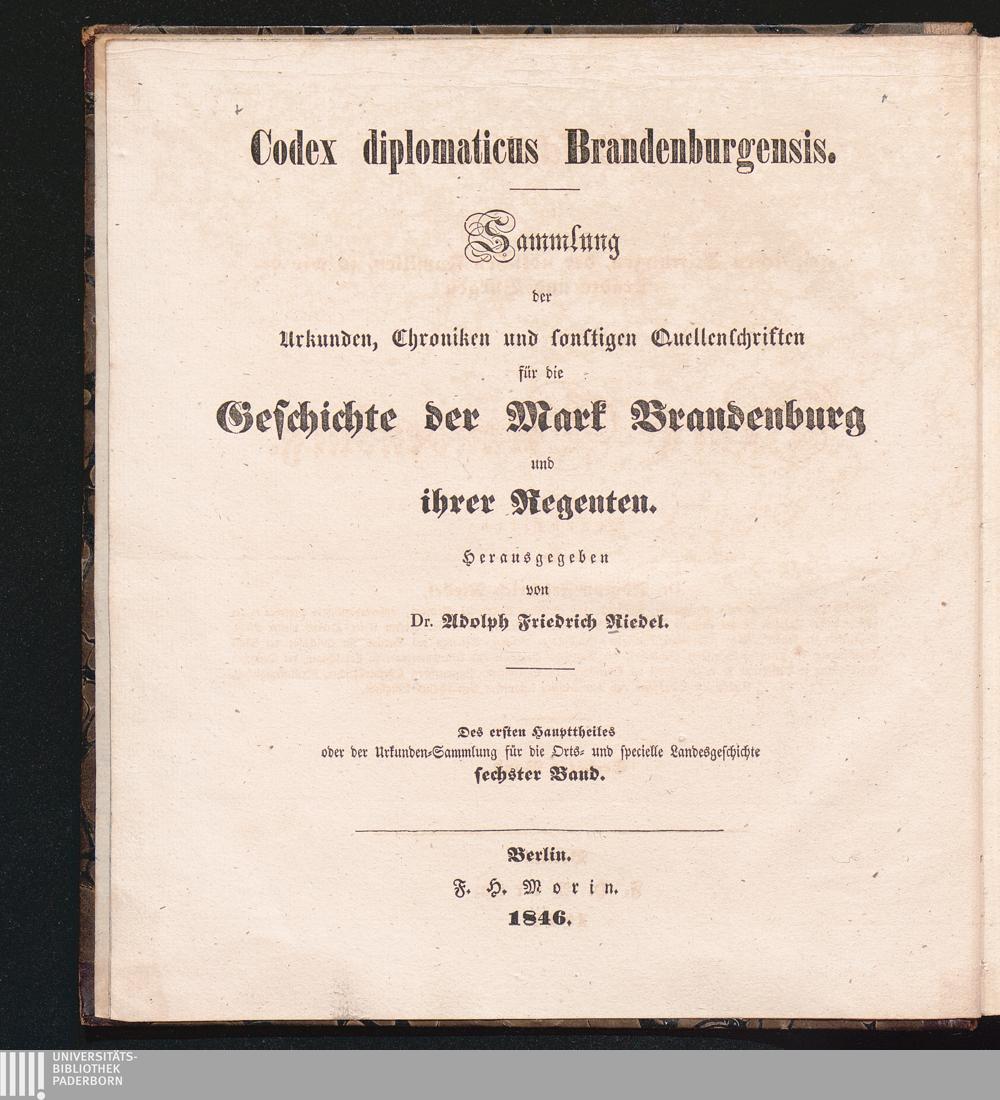 Codex diplomaticus Brandenburgensis.
Sammlung
der
Urkunden, Chroniken und sonstigen Quellenschriften
für die
Geschichte der Mark Brandenburg
und
ihrer Regenten.
Herausgegeben
von
Dr. Adolph Friedrich Riedel.
Des ersten Haupttheiles
oder der Urkunden-Sammlung für die Orts- und specielle Landesgeschichte
sechster Band.
Berlin.
F. H. Morin.
1846.
UNIVERSITÄTS-
BIBLIOTHEK
PADERBORN